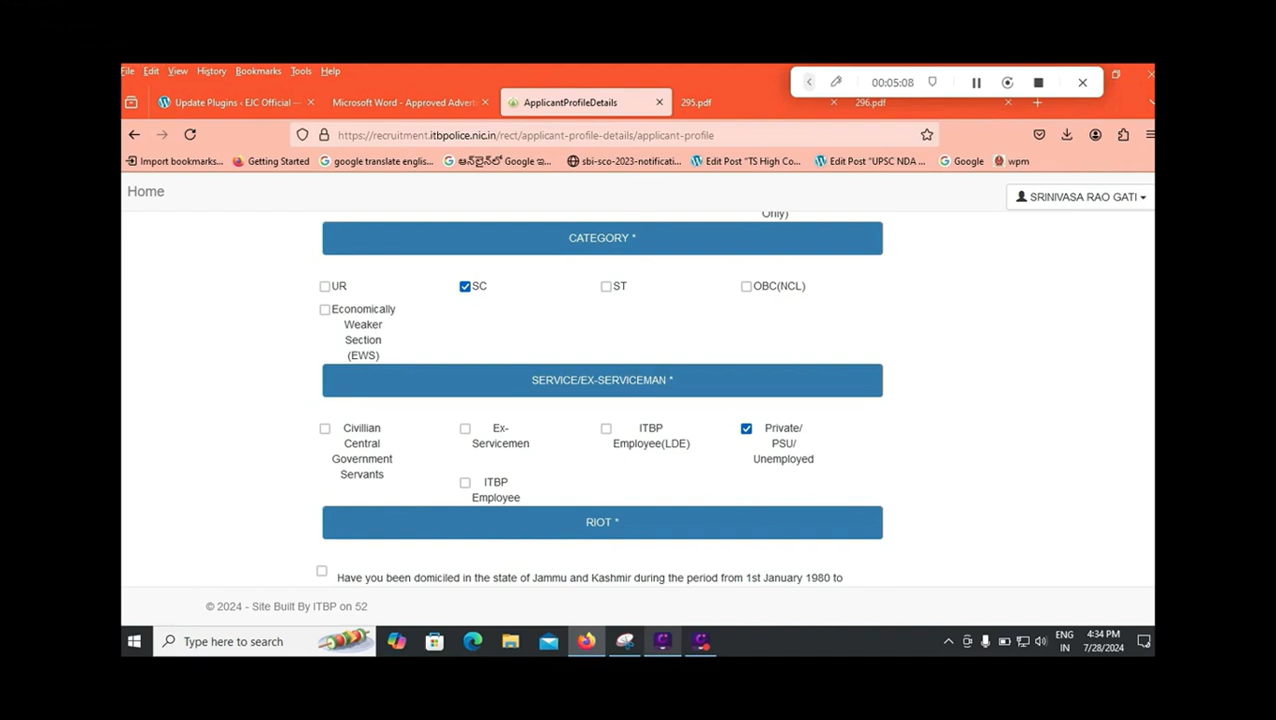 File Edit View History Bookmarks Tools Help
00:05:08
Update Plugins ‹ EJC Official —
Microsoft Word - Approved Adverti
ApplicantProfileDetails
295.pdf
296.pdf
https://recruitment.itbpolice.nic.in/rect/applicant-profile-details/applicant-profile
Import bookmarks... Getting Started google translate englis... ఆన్‌లైన్‌లో Google ఇ... sbi-sco-2023-notificati... Edit Post "TS High Co... Edit Post "UPSC NDA ... Google wpm
Home
SRINIVASA RAO GATI
Only)
CATEGORY *
UR SC ST OBC(NCL)
Economically
Weaker
Section
(EWS)
SERVICE/EX-SERVICEMAN *
Civillian
Central
Government
Servants
Ex-
Servicemen
ITBP
Employee(LDE)
Private/
PSU/
Unemployed
ITBP
Employee
RIOT *
Have you been domiciled in the state of Jammu and Kashmir during the period from 1st January 1980 to
© 2024 - Site Built By ITBP on 52
Type here to search
ENG
IN
4:34 PM
7/28/2024